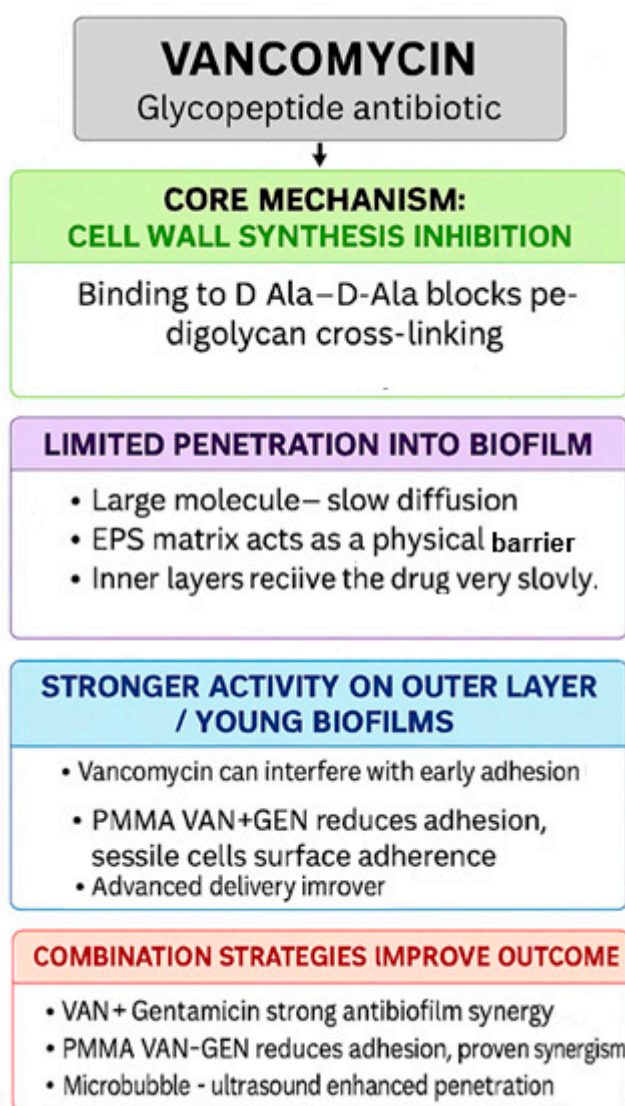 VANCOMYCIN
Glycopeptide antibiotic
CORE MECHANISM:
CELL WALL SYNTHESIS INHIBITION
Binding to D Ala–D-Ala blocks pe-
digolycan cross-linking
LIMITED PENETRATION INTO BIOFILM
• Large molecule– slow diffusion
• EPS matrix acts as a physical barrier
• Inner layers reciive the drug very slovly.
STRONGER ACTIVITY ON OUTER LAYER
/ YOUNG BIOFILMS
• Vancomycin can interfere with early adhesion
• PMMA VAN+GEN reduces adhesion,
sessile cells surface adherence
• Advanced delivery imrover
COMBINATION STRATEGIES IMPROVE OUTCOME
• VAN+ Gentamicin strong antibiofilm synergy
• PMMA VAN-GEN reduces adhesion, proven synergism
• Microbubble - ultrasound enhanced penetration